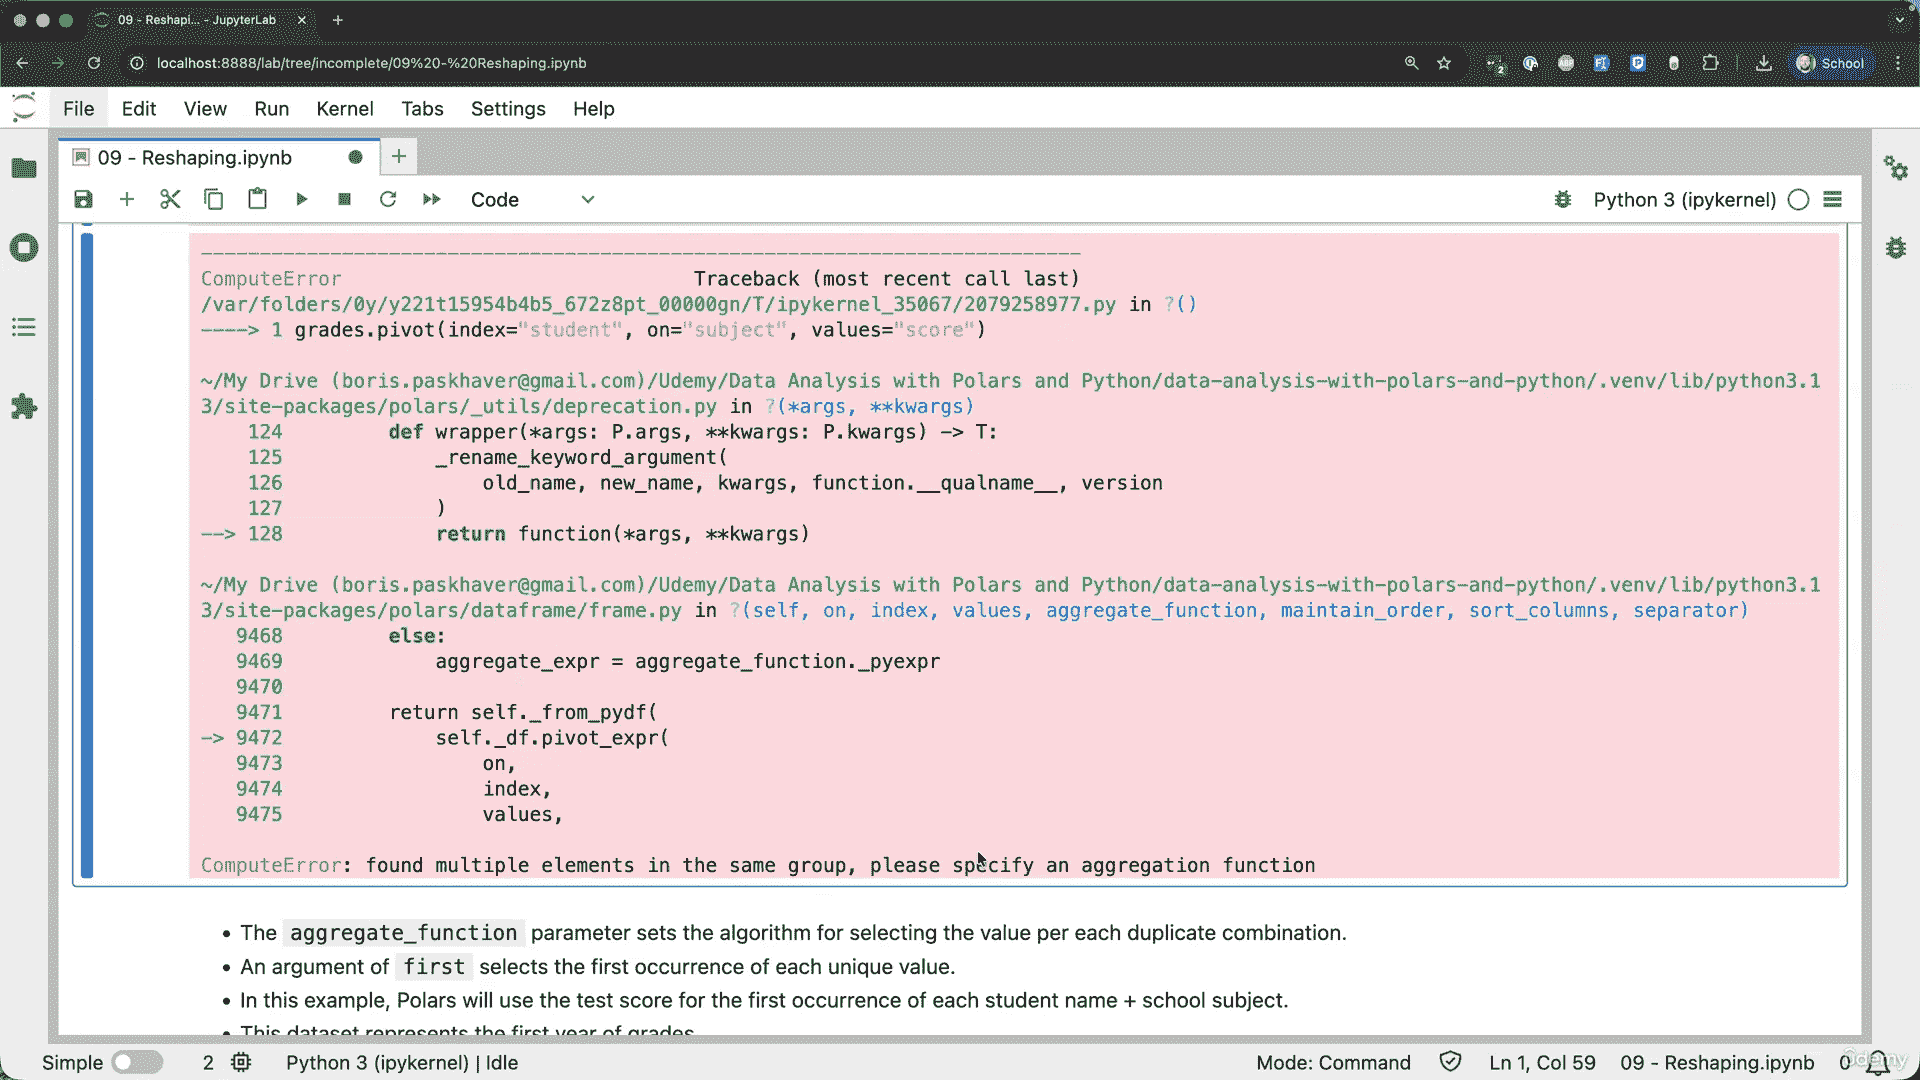 09 - Reshapi... - JupyterLab
localhost:8888/lab/tree/incomplete/09%20-%20Reshaping.ipynb
2
School
File Edit View Run Kernel Tabs Settings Help
09 - Reshaping.ipynb
Code
Python 3 (ipykernel)
---------------------------------------------------------------------------
ComputeError                              Traceback (most recent call last)
/var/folders/0y/y221t15954b4b5_672z8pt_00000gn/T/ipykernel_35067/2079258977.py in ?()
----> 1 grades.pivot(index="student", on="subject", values="score")
~/My Drive (boris.paskhaver@gmail.com)/Udemy/Data Analysis with Polars and Python/data-analysis-with-polars-and-python/.venv/lib/python3.1
3/site-packages/polars/_utils/deprecation.py in ?(*args, **kwargs)
124         def wrapper(*args: P.args, **kwargs: P.kwargs) -> T:
125             _rename_keyword_argument(
126                 old_name, new_name, kwargs, function.__qualname__, version
127             )
--> 128             return function(*args, **kwargs)
~/My Drive (boris.paskhaver@gmail.com)/Udemy/Data Analysis with Polars and Python/data-analysis-with-polars-and-python/.venv/lib/python3.1
3/site-packages/polars/dataframe/frame.py in ?(self, on, index, values, aggregate_function, maintain_order, sort_columns, separator)
9468         else:
9469             aggregate_expr = aggregate_function._pyexpr
9470
9471         return self._from_pydf(
-> 9472             self._df.pivot_expr(
9473                 on,
9474                 index,
9475                 values,
ComputeError: found multiple elements in the same group, please specify an aggregation function
• The aggregate_function parameter sets the algorithm for selecting the value per each duplicate combination.
• An argument of first selects the first occurrence of each unique value.
• In this example, Polars will use the test score for the first occurrence of each student name + school subject.
• This dataset represents the first year of grades.
Simple 2 Python 3 (ipykernel) | Idle Mode: Command Ln 1, Col 59 09 - Reshaping.ipynb 0
Udemy